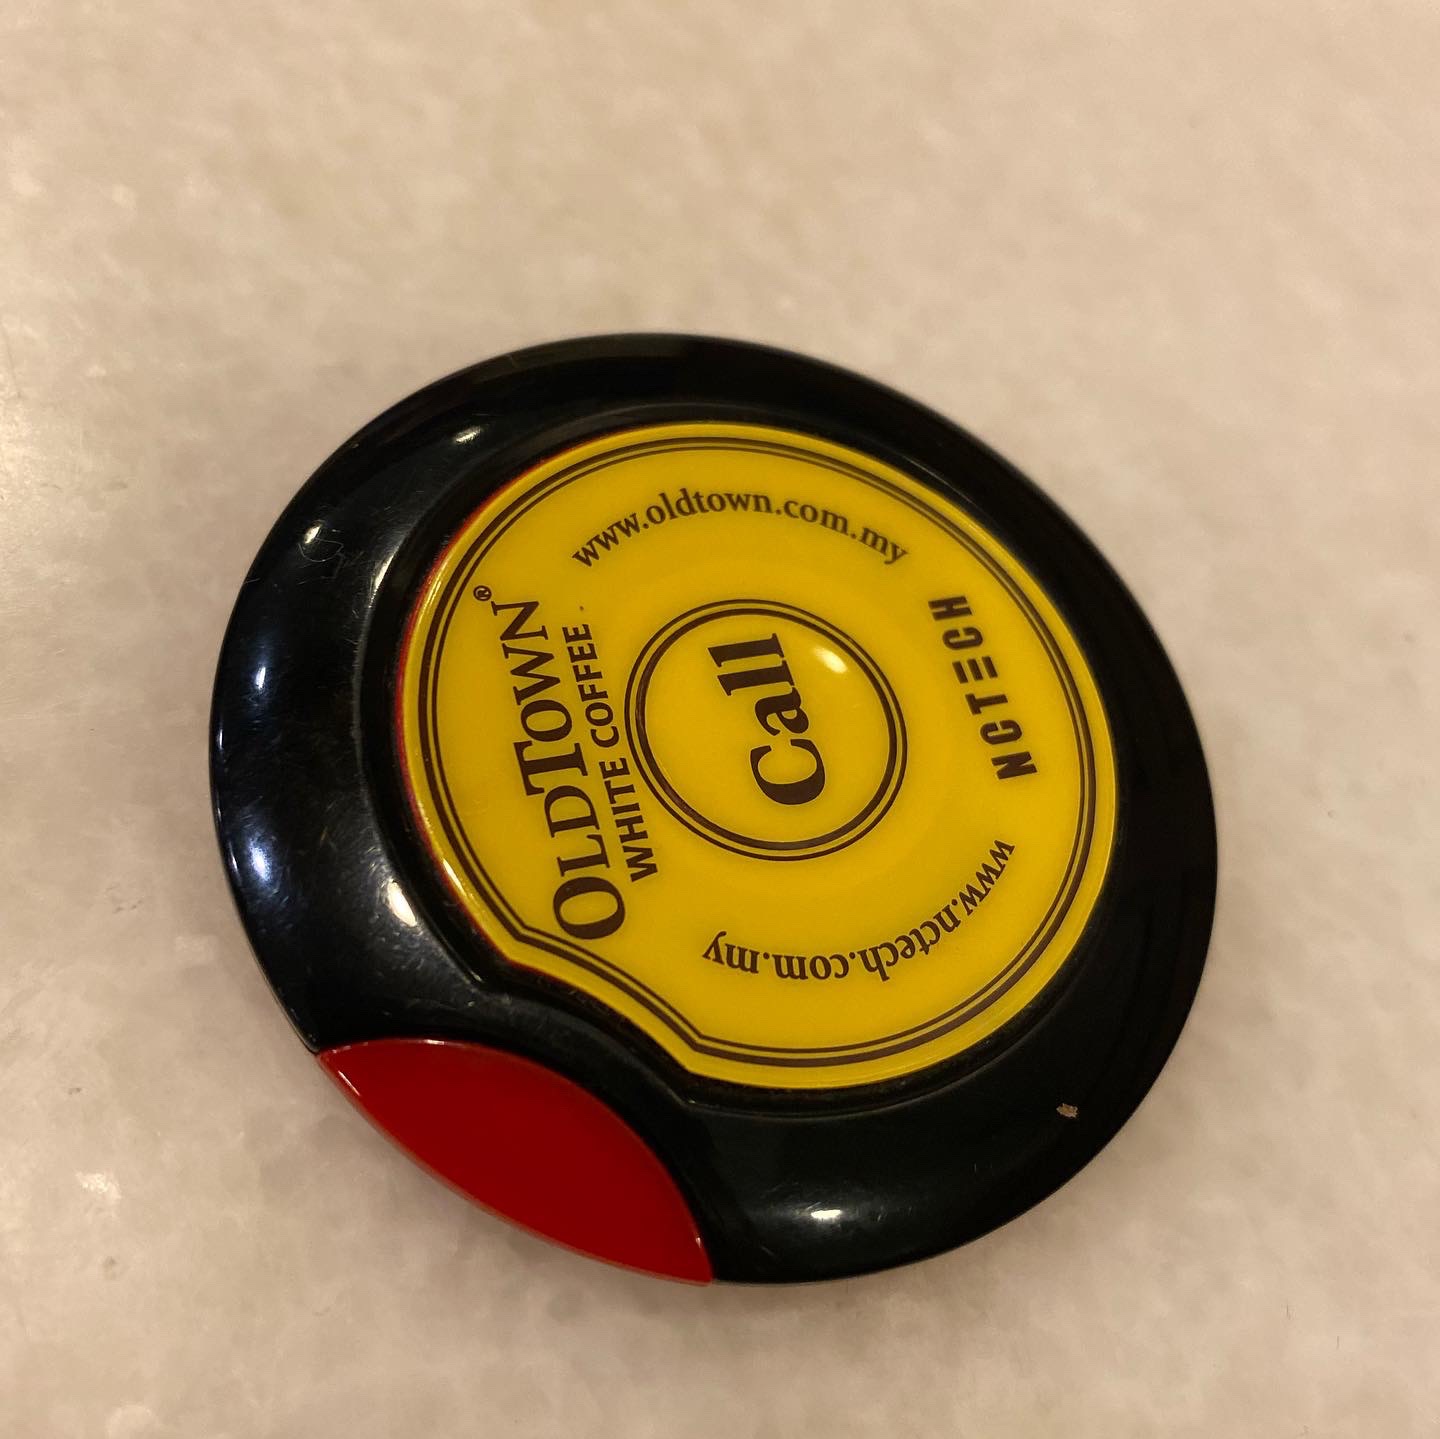 OLDTOWN®
WHITE COFFEE
www.oldtown.com.my
Call
www.nctech.com.my
NCTECH